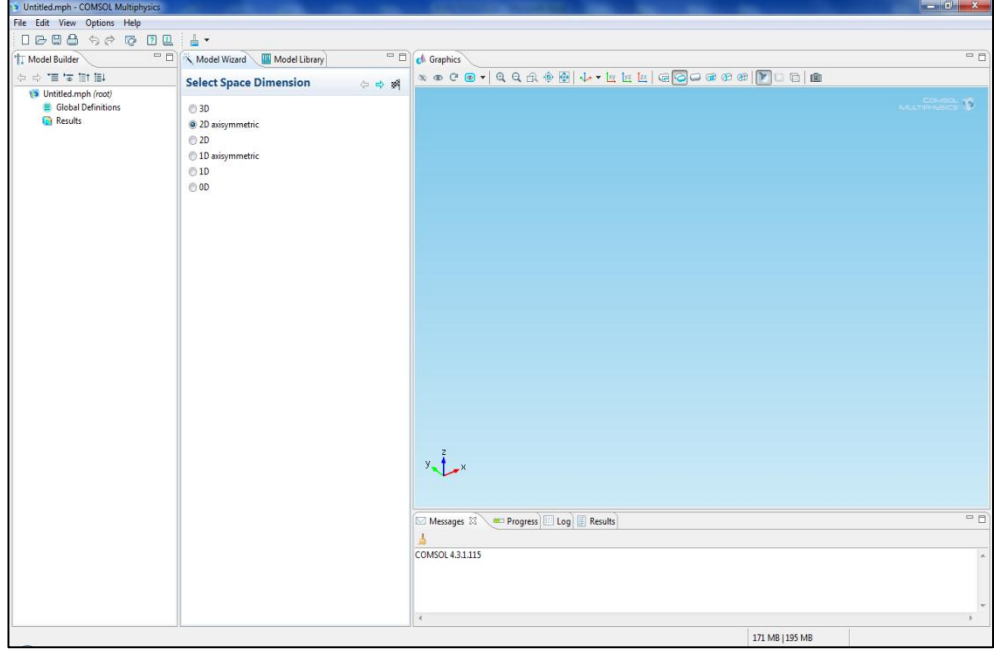 Untitled.mph - COMSOL Multiphysics
File Edit View Options Help
Model Builder
Untitled.mph (root)
Global Definitions
Results
Model Wizard Model Library
Select Space Dimension
3D
2D axisymmetric
2D
1D axisymmetric
1D
0D
Graphics
COMSOL
MULTIPHYSICS
z
y
x
Messages Progress Log Results
COMSOL 4.3.1.115
171 MB | 195 MB